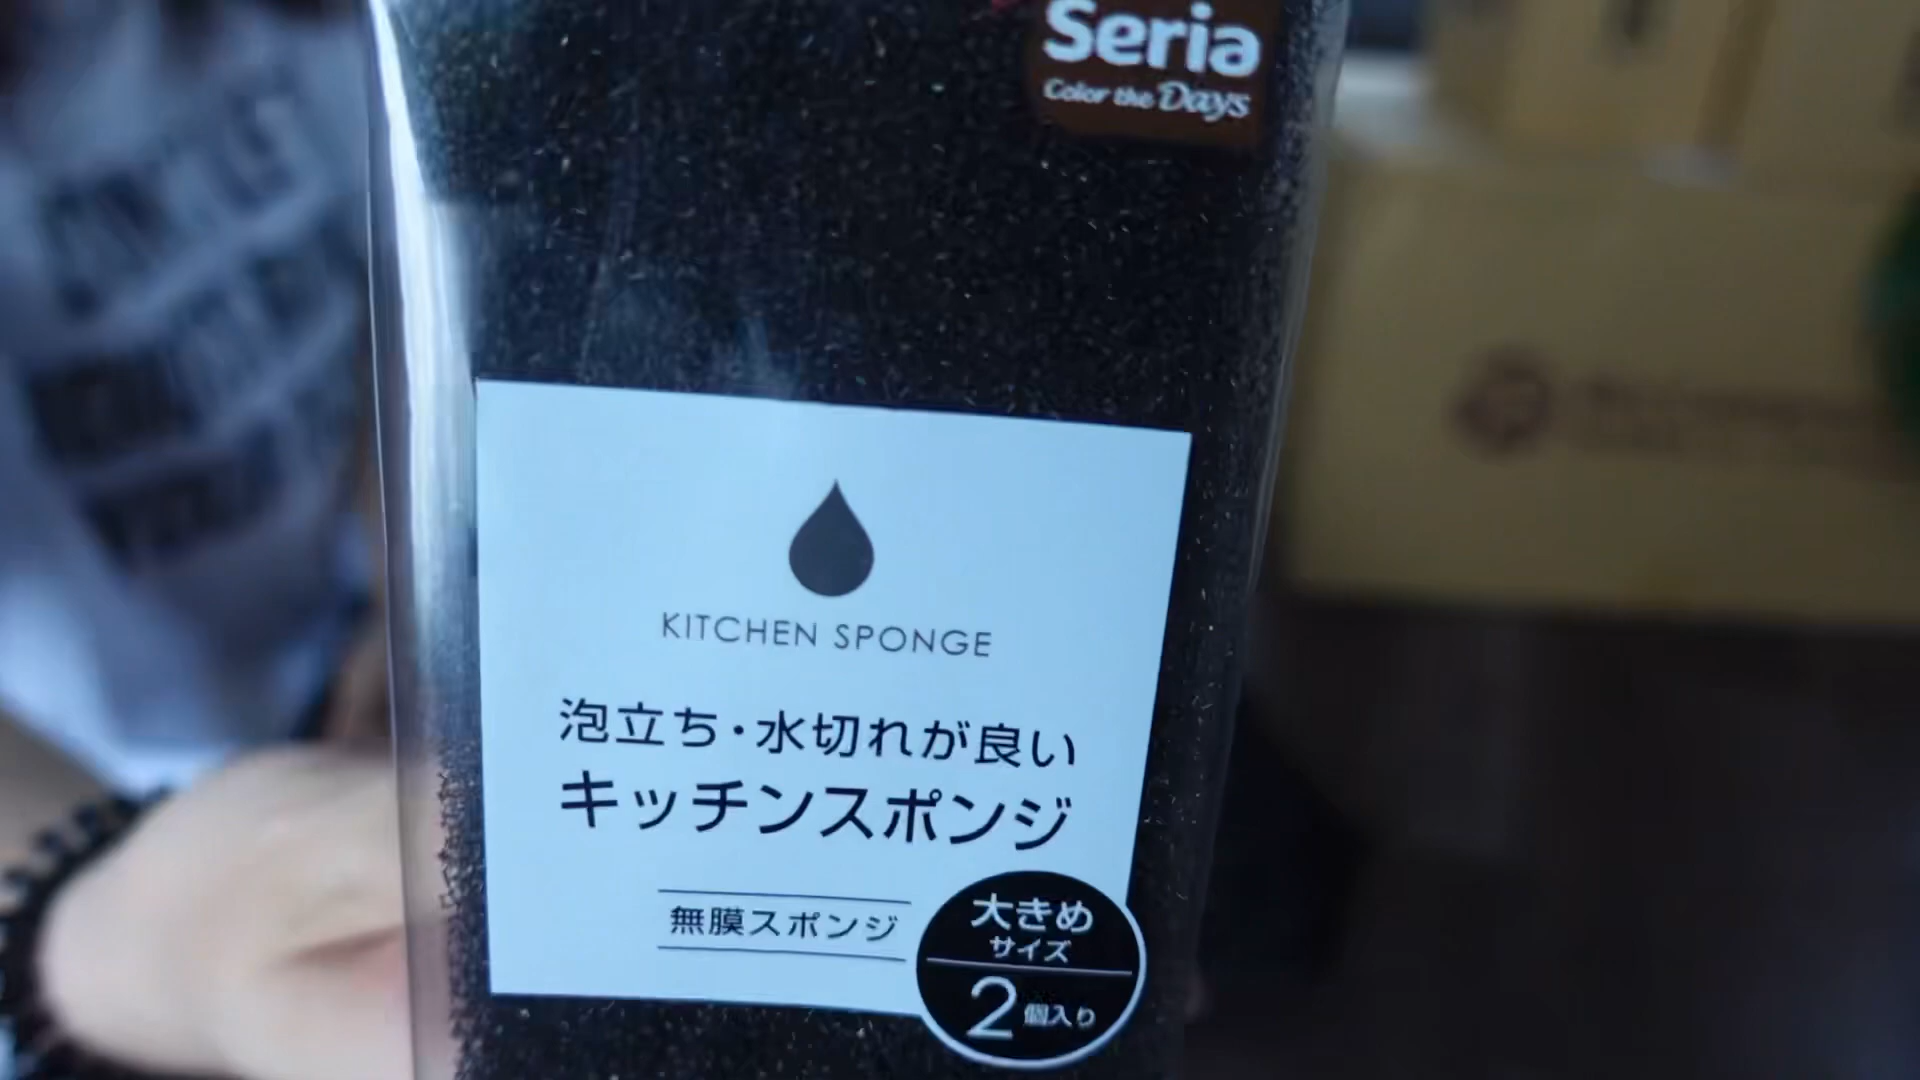 Seria
Color the Days
KITCHEN SPONGE
泡立ち・水切れが良い
キッチンスポンジ
無膜スポンジ
大きめ
サイズ
2個入り